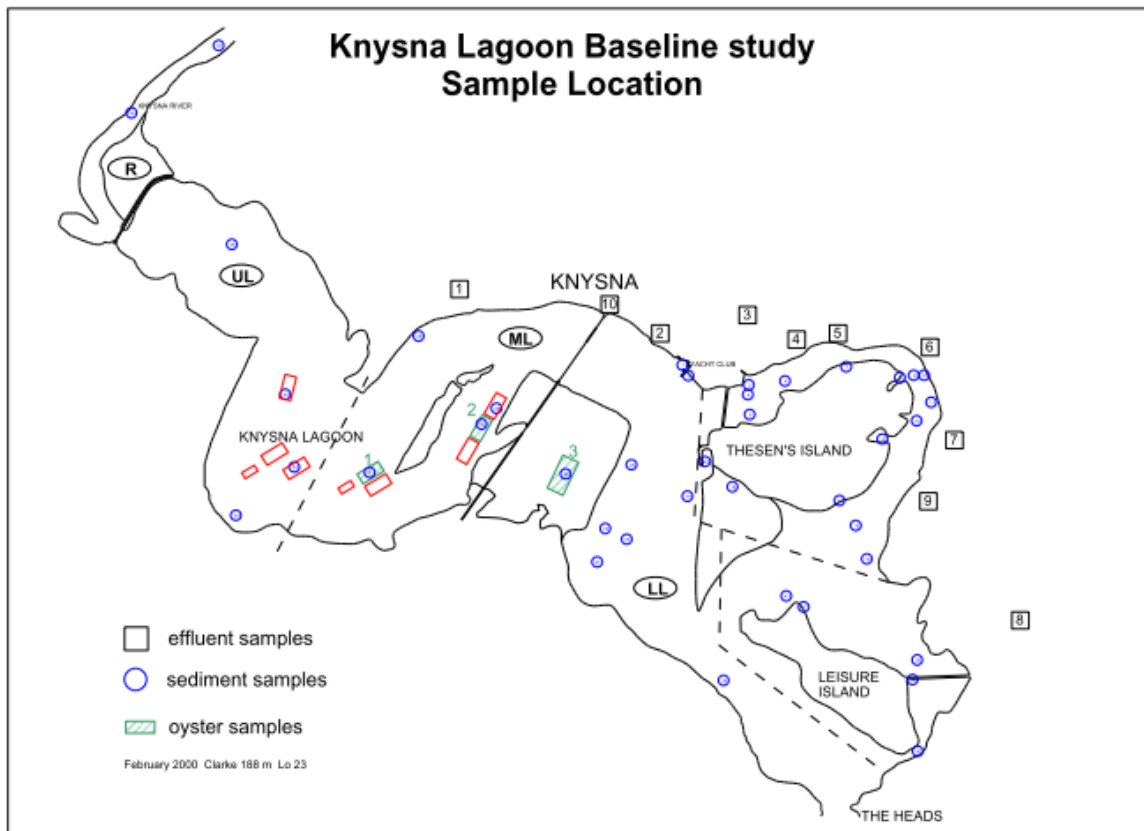 Knysna Lagoon Baseline study
Sample Location
KNYSNA RIVER
R
UL
1
KNYSNA
10
ML
2
3
4
5
6
YACHT CLUB
2
KNYSNA LAGOON
1
3
THESEN'S ISLAND
7
9
LL
8
LEISURE
ISLAND
effluent samples
sediment samples
oyster samples
February 2000 Clarke 188 m Lo 23
THE HEADS